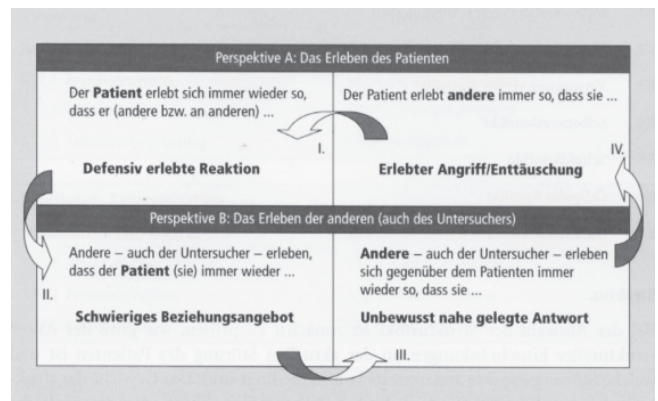 Perspektive A: Das Erleben des Patienten
Der Patient erlebt sich immer wieder so,
dass er (andere bzw. an anderen) ...
Der Patient erlebt andere immer so, dass sie ...
I.
IV.
Defensiv erlebte Reaktion
Erlebter Angriff/Enttäuschung
Perspektive B: Das Erleben der anderen (auch des Untersuchers)
Andere – auch der Untersucher – erleben,
dass der Patient (sie) immer wieder ...
Andere – auch der Untersucher – erleben
sich gegenüber dem Patienten immer
wieder so, dass sie ...
II.
Schwieriges Beziehungsangebot
Unbewusst nahe gelegte Antwort
III.